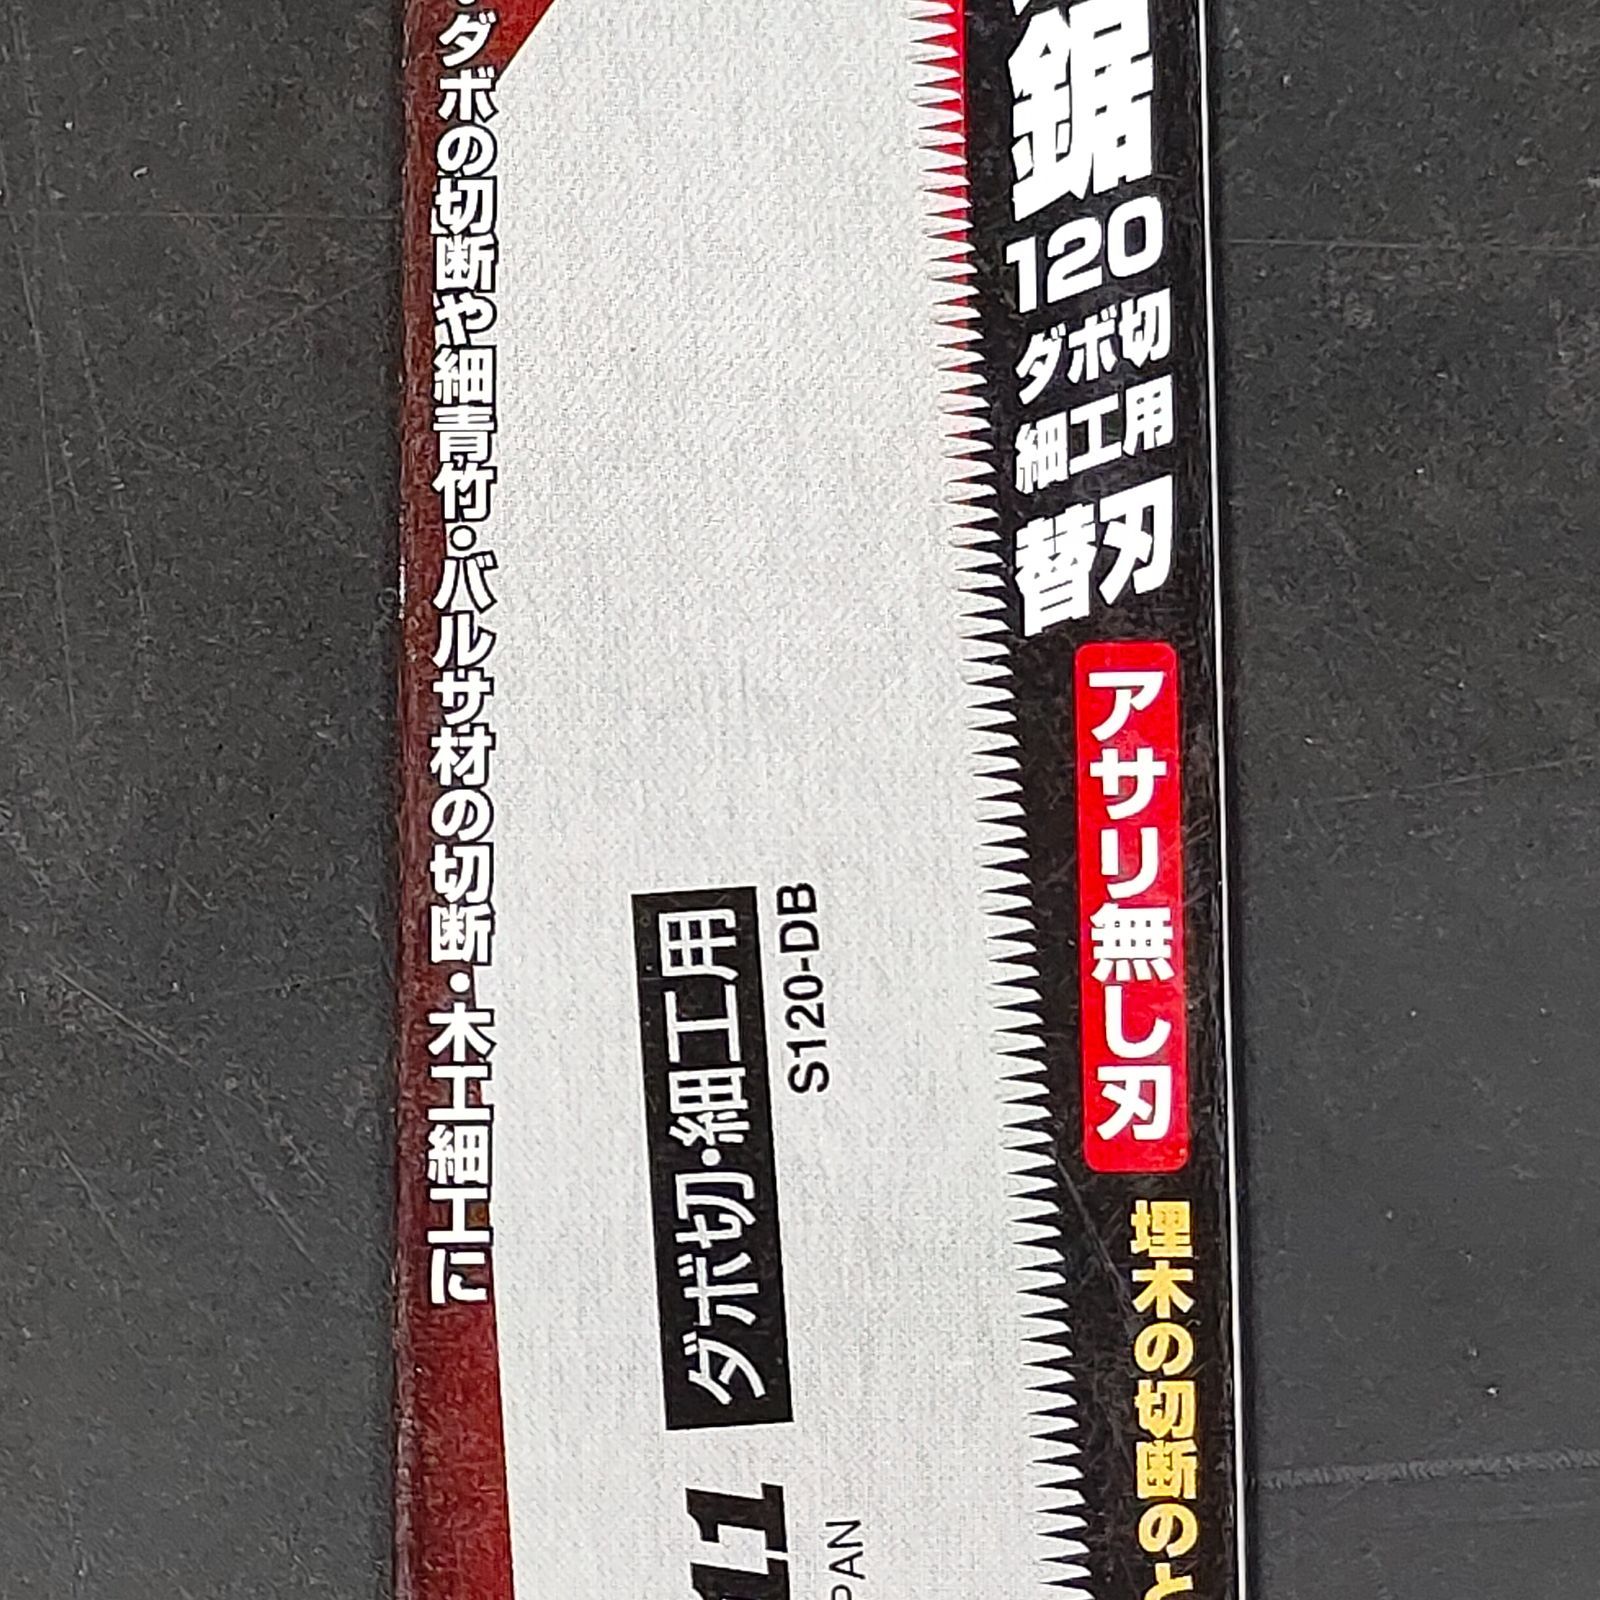 ・ダボの切断や細青竹・バルサ材の切断・木工細工に
鋸
120
ダボ切
細工用
替刃
アサリ無し刃
埋木の切断のと
ダボ切・細工用
S120-DB